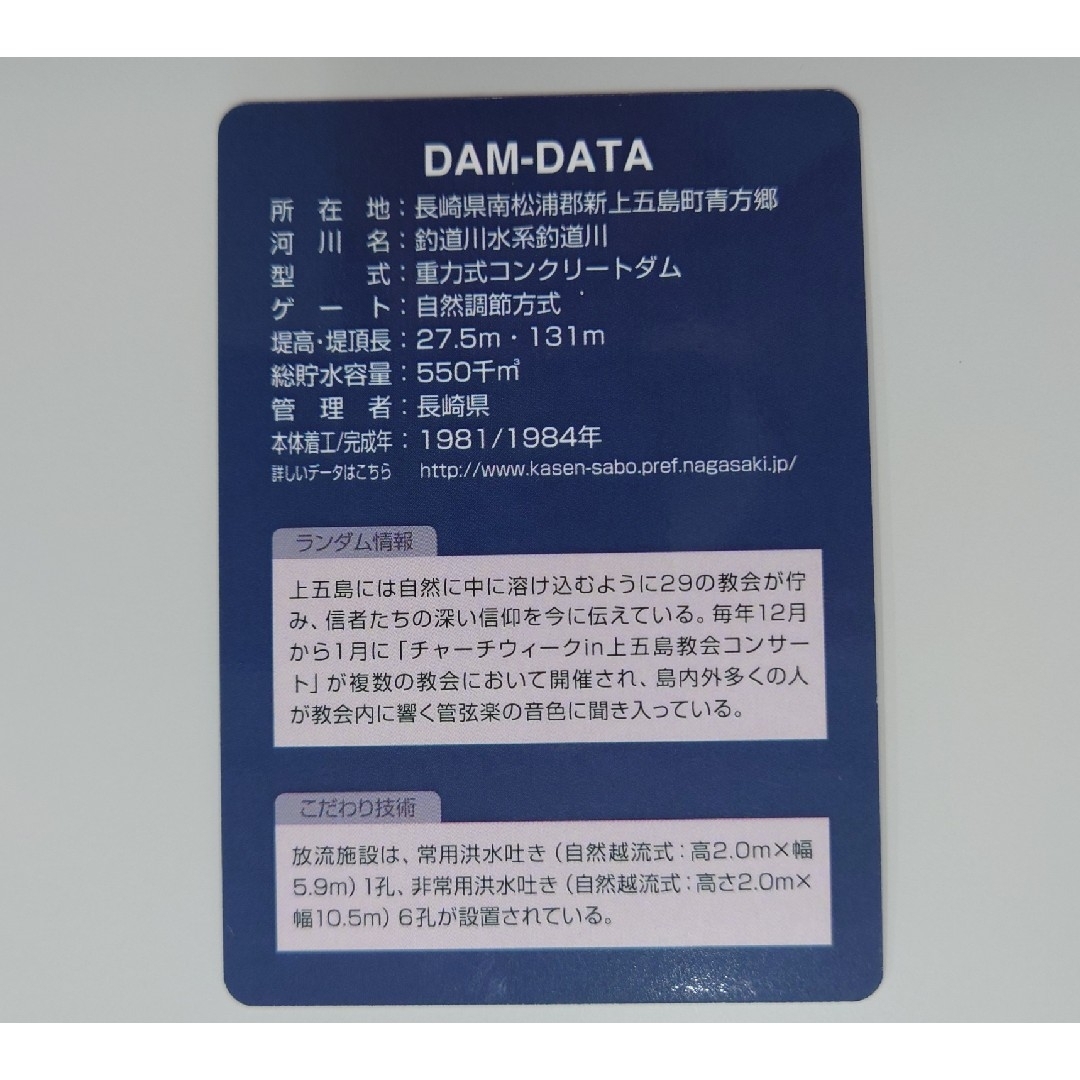 DAM-DATA
所在地：長崎県南松浦郡新上五島町青方郷
河川名：釣道川水系釣道川
型式：重力式コンクリートダム
ゲート：自然調節方式
堤高・堤頂長：27.5m・131m
総貯水容量：550千㎥
管理者：長崎県
本体着工/完成年：1981/1984年
詳しいデータはこちら http://www.kasen-sabo.pref.nagasaki.jp/
ランダム情報
上五島には自然に中に溶け込むように29の教会が佇
み、信者たちの深い信仰を今に伝えている。毎年12月
から1月に「チャーチウィークin上五島教会コンサー
ト」が複数の教会において開催され、島内外多くの人
が教会内に響く管弦楽の音色に聞き入っている。
こだわり技術
放流施設は、常用洪水吐き（自然越流式：高2.0m×幅
5.9m）1孔、非常用洪水吐き（自然越流式：高さ2.0m×
幅10.5m）6孔が設置されている。